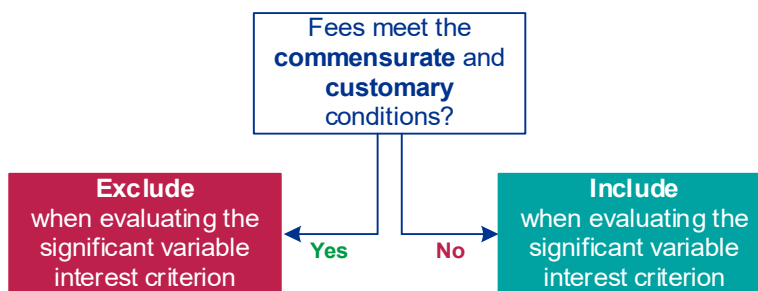 Fees meet the
commensurate and
customary
conditions?
Exclude
when evaluating the
significant variable
interest criterion
Yes
No
Include
when evaluating the
significant variable
interest criterion